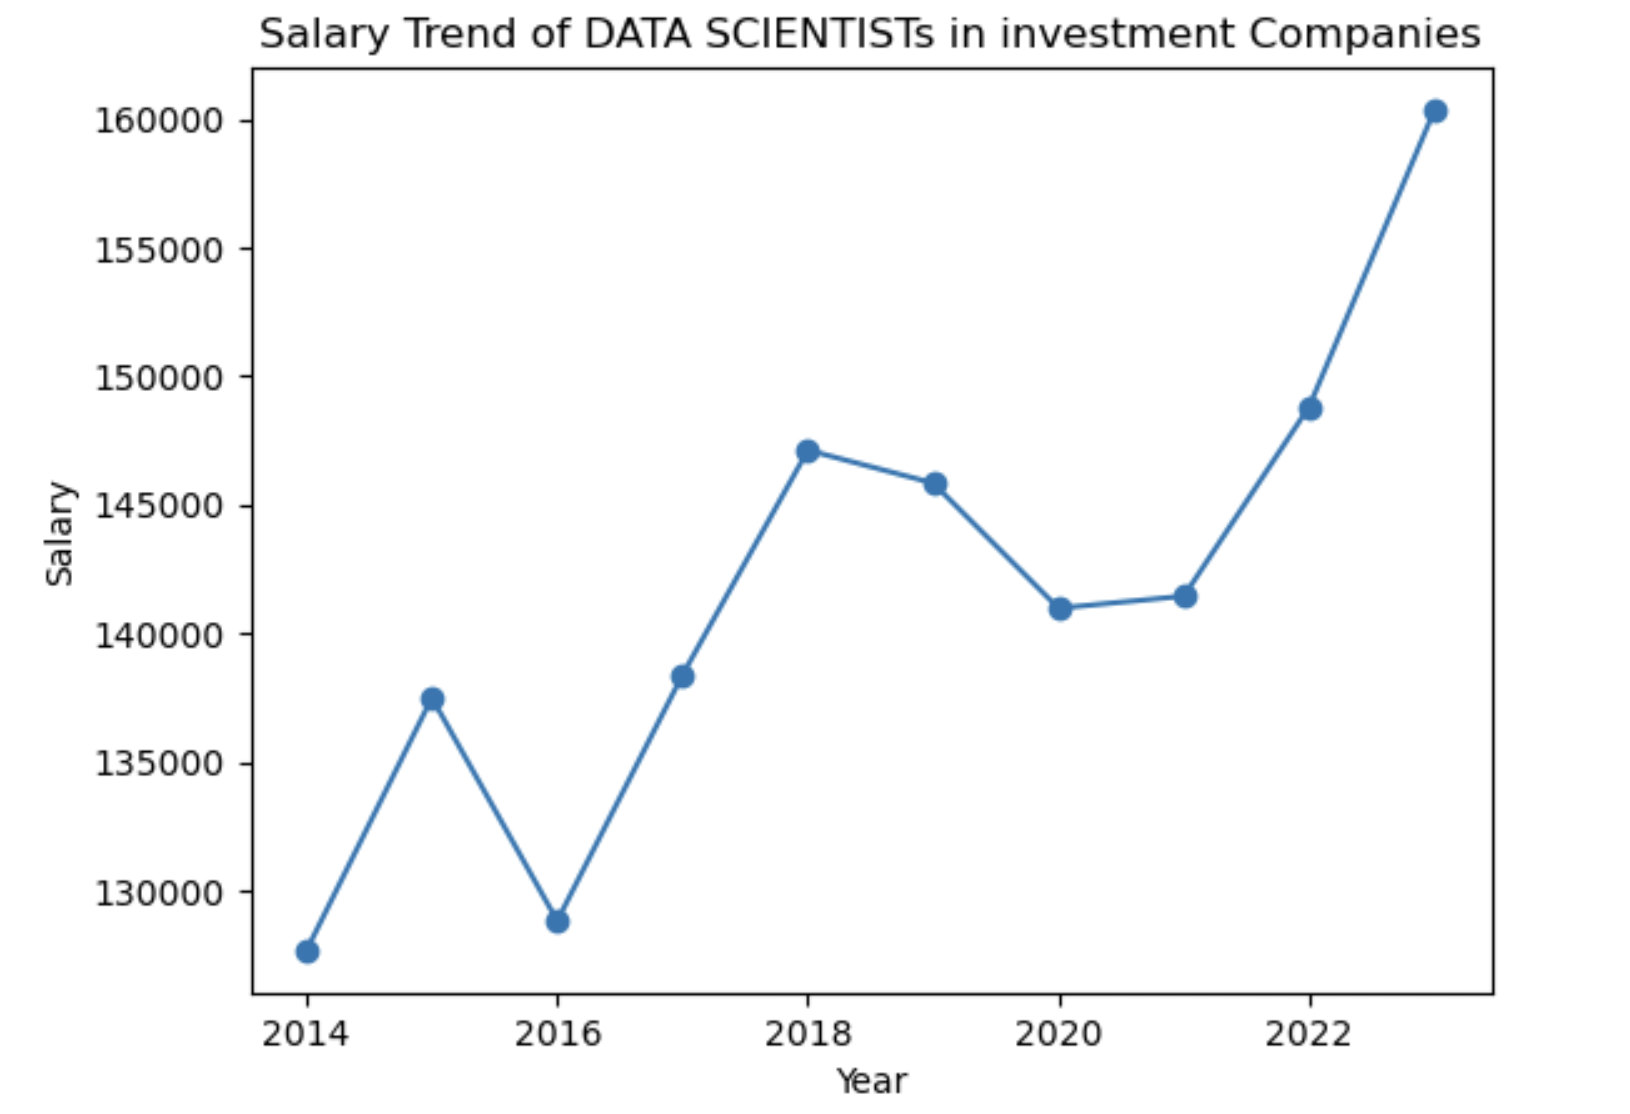 Salary Trend of DATA SCIENTISTs in investment Companies
160000
155000
150000
145000
140000
135000
130000
Salary
2014 2016 2018 2020 2022
Year